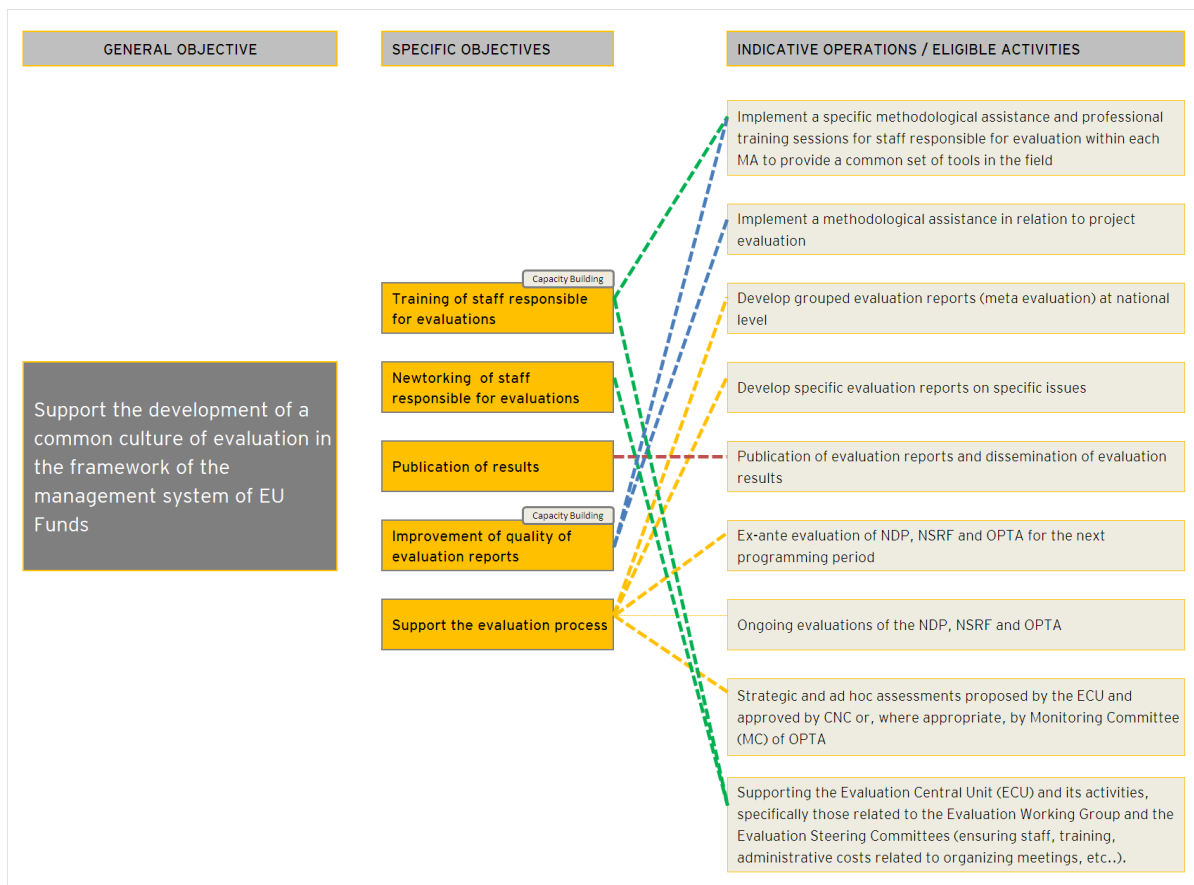 GENERAL OBJECTIVE
SPECIFIC OBJECTIVES
INDICATIVE OPERATIONS / ELIGIBLE ACTIVITIES
Support the development of a
common culture of evaluation in
the framework of the
management system of EU
Funds
Capacity Building
Training of staff responsible
for evaluations
Newtorking of staff
responsible for evaluations
Publication of results
Capacity Building
Improvement of quality of
evaluation reports
Support the evaluation process
Implement a specific methodological assistance and professional
training sessions for staff responsible for evaluation within each
MA to provide a common set of tools in the field
Implement a methodological assistance in relation to project
evaluation
Develop grouped evaluation reports (meta evaluation) at national
level
Develop specific evaluation reports on specific issues
Publication of evaluation reports and dissemination of evaluation
results
Ex-ante evaluation of NDP, NSRF and OPTA for the next
programming period
Ongoing evaluations of the NDP, NSRF and OPTA
Strategic and ad hoc assessments proposed by the ECU and
approved by CNC or, where appropriate, by Monitoring Committee
(MC) of OPTA
Supporting the Evaluation Central Unit (ECU) and its activities,
specifically those related to the Evaluation Working Group and the
Evaluation Steering Committees (ensuring staff, training,
administrative costs related to organizing meetings, etc..).